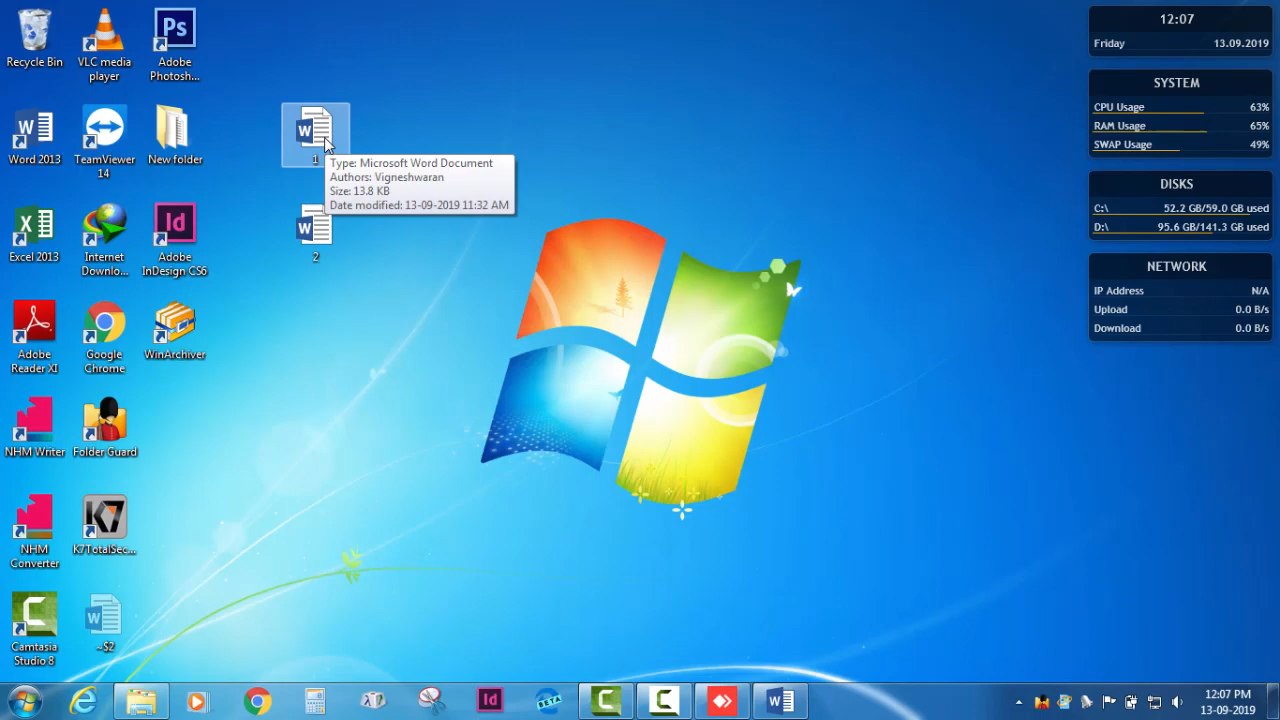 Recycle Bin
VLC media
player
Adobe
Photosh...
Word 2013
TeamViewer
14
New folder
Excel 2013
Internet
Downlo...
Adobe
InDesign CS6
Adobe
Reader XI
Google
Chrome
WinArchiver
NHM Writer
Folder Guard
NHM
Converter
K7TotalSec...
Camtasia
Studio 8
~$2
1
Type: Microsoft Word Document
Authors: Vigneshwaran
Size: 13.8 KB
Date modified: 13-09-2019 11:32 AM
2
12:07
Friday 13.09.2019
SYSTEM
CPU Usage 63%
RAM Usage 65%
SWAP Usage 49%
DISKS
C:\ 52.2 GB/59.0 GB used
D:\ 95.6 GB/141.3 GB used
NETWORK
IP Address N/A
Upload 0.0 B/s
Download 0.0 B/s
12:07 PM
13-09-2019